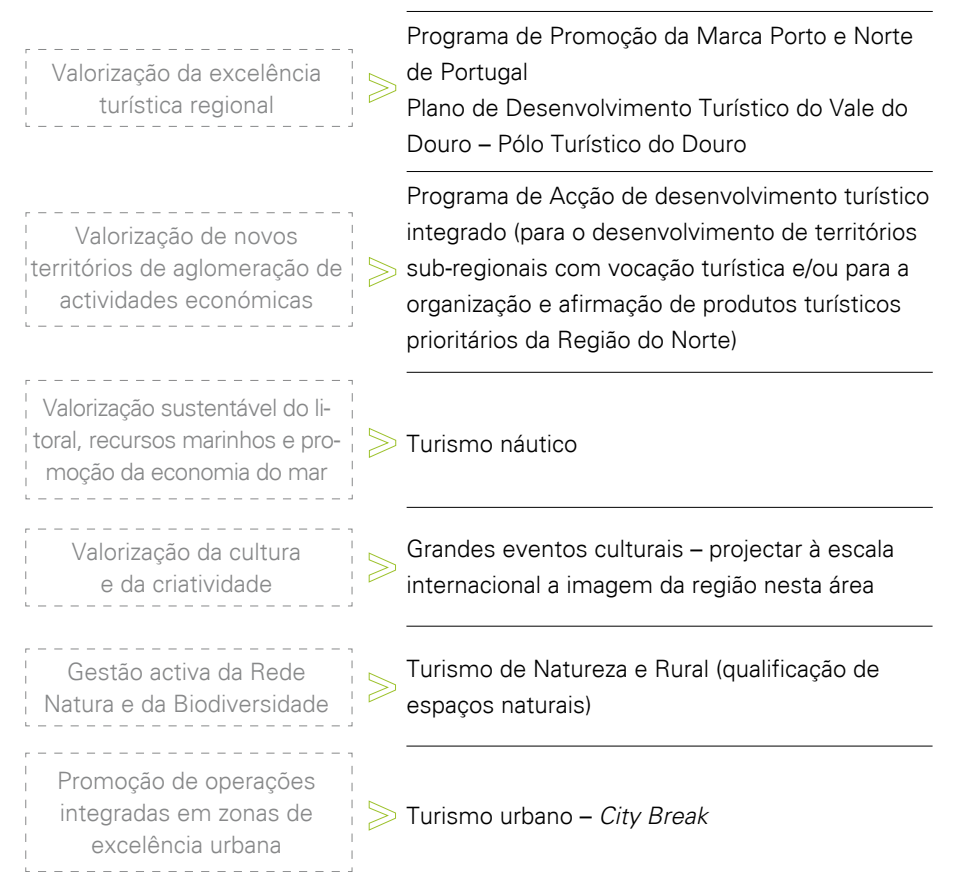 Valorização da excelência
turística regional
Programa de Promoção da Marca Porto e Norte
de Portugal
Plano de Desenvolvimento Turístico do Vale do
Douro – Pólo Turístico do Douro
Valorização de novos
territórios de aglomeração de
actividades económicas
Programa de Acção de desenvolvimento turístico
integrado (para o desenvolvimento de territórios
sub-regionais com vocação turística e/ou para a
organização e afirmação de produtos turísticos
prioritários da Região do Norte)
Valorização sustentável do li-
toral, recursos marinhos e pro-
moção da economia do mar
Turismo náutico
Valorização da cultura
e da criatividade
Grandes eventos culturais – projectar à escala
internacional a imagem da região nesta área
Gestão activa da Rede
Natura e da Biodiversidade
Turismo de Natureza e Rural (qualificação de
espaços naturais)
Promoção de operações
integradas em zonas de
excelência urbana
Turismo urbano – City Break